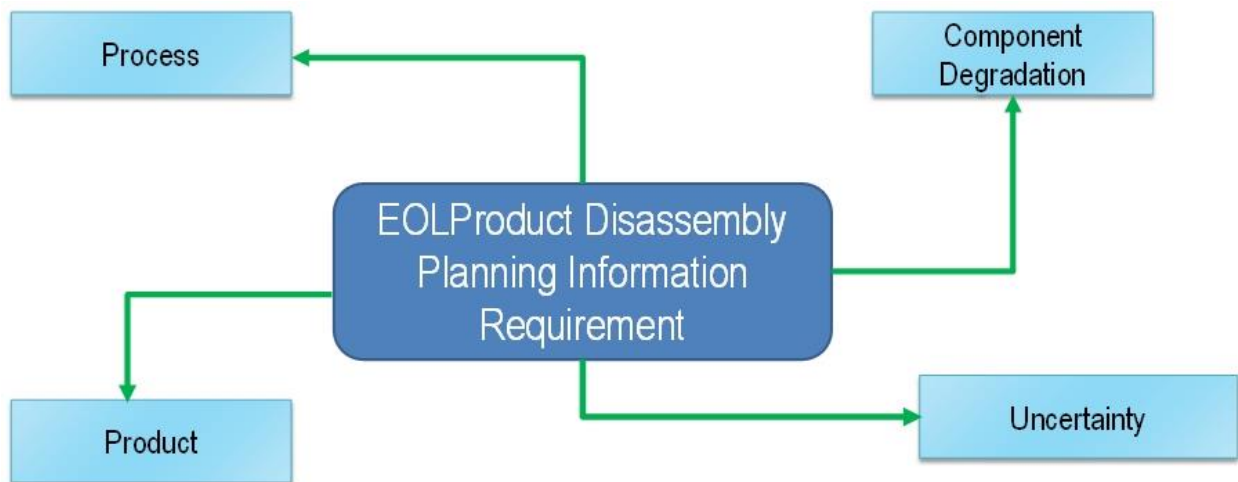 Process
Component
Degradation
EOLProduct Disassembly
Planning Information
Requirement
Product
Uncertainty